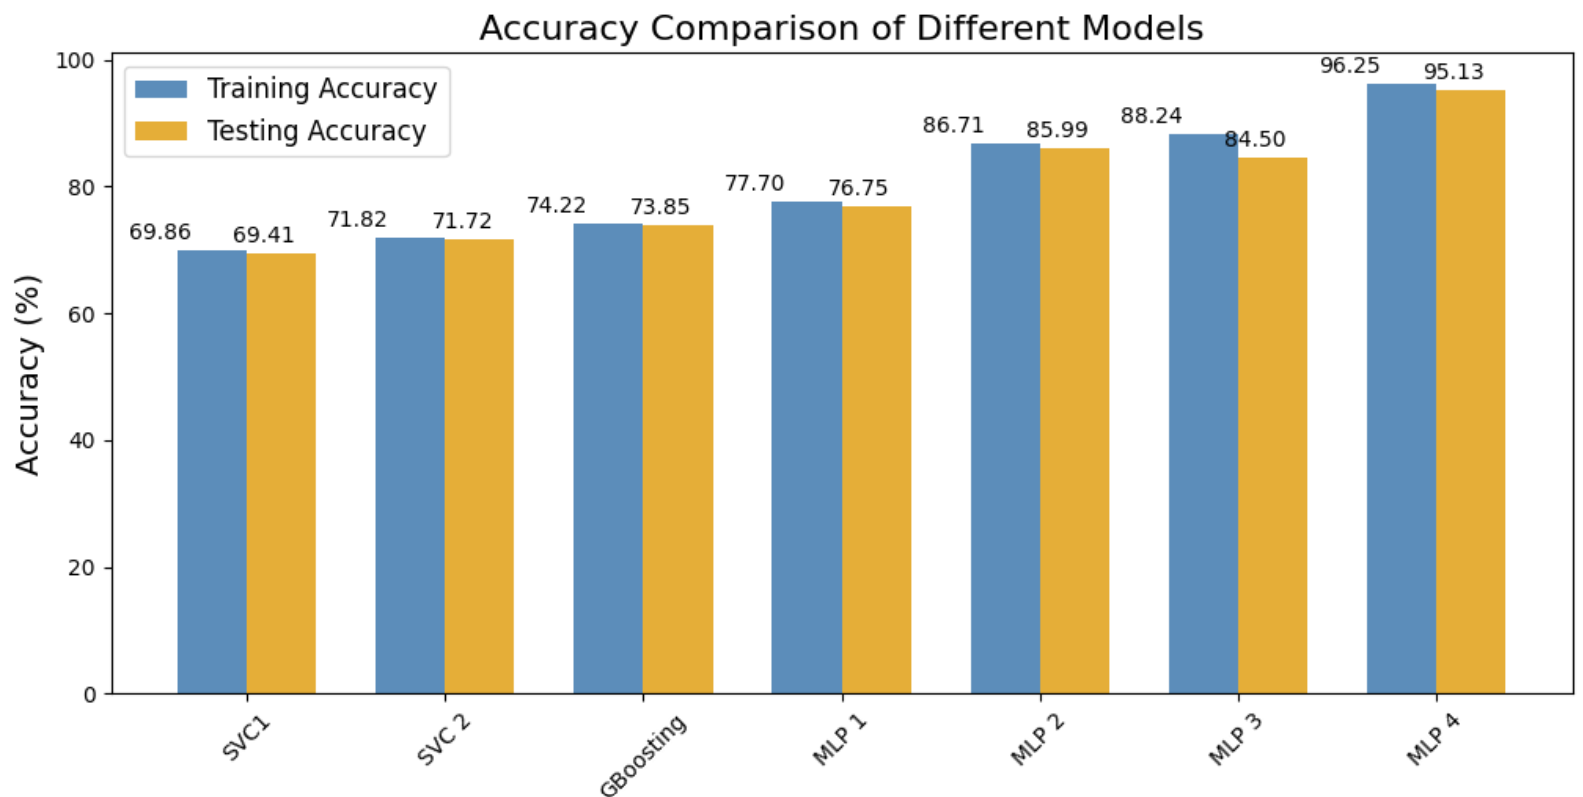 Accuracy Comparison of Different Models
Training Accuracy
Testing Accuracy
Accuracy (%)
100
80
60
40
20
0
69.86
69.41
71.82
71.72
74.22
73.85
77.70
76.75
86.71
85.99
88.24
84.50
96.25
95.13
SVC1
SVC 2
GBoosting
MLP 1
MLP 2
MLP 3
MLP 4